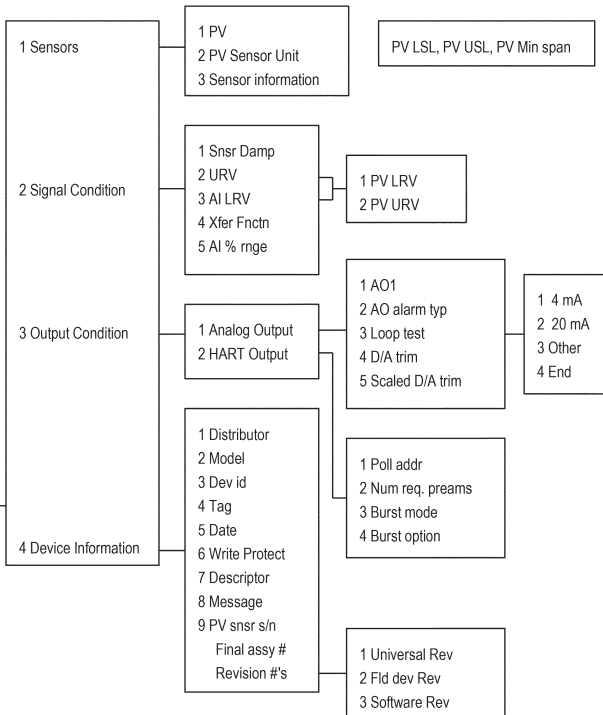 1 Sensors
1 PV
2 PV Sensor Unit
3 Sensor information
PV LSL, PV USL, PV Min span
2 Signal Condition
1 Snsr Damp
2 URV
3 AI LRV
4 Xfer Fnctn
5 AI % rnge
1 PV LRV
2 PV URV
3 Output Condition
1 Analog Output
2 HART Output
1 AO1
2 AO alarm typ
3 Loop test
4 D/A trim
5 Scaled D/A trim
1 4 mA
2 20 mA
3 Other
4 End
1 Poll addr
2 Num req. preams
3 Burst mode
4 Burst option
4 Device Information
1 Distributor
2 Model
3 Dev id
4 Tag
5 Date
6 Write Protect
7 Descriptor
8 Message
9 PV snsr s/n
Final assy #
Revision #'s
1 Universal Rev
2 Fld dev Rev
3 Software Rev